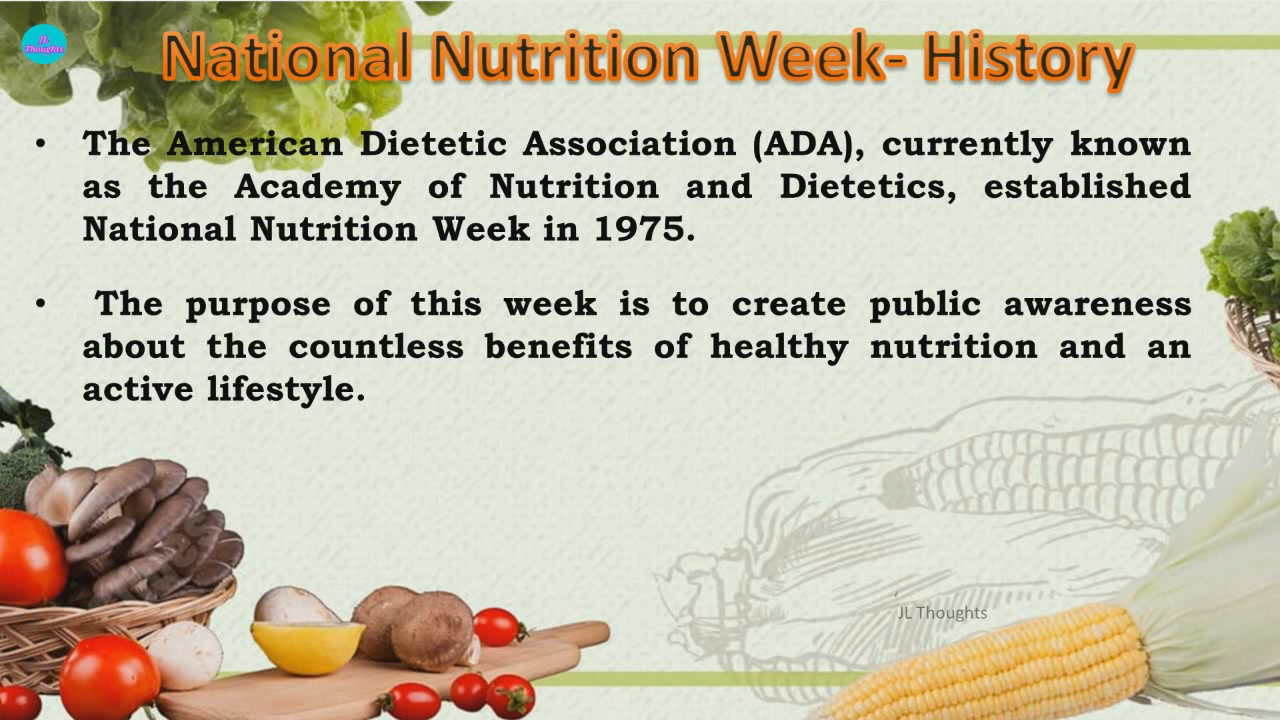 JL
Thoughts
National Nutrition Week- History
• The American Dietetic Association (ADA), currently known
as the Academy of Nutrition and Dietetics, established
National Nutrition Week in 1975.
• The purpose of this week is to create public awareness
about the countless benefits of healthy nutrition and an
active lifestyle.
JL Thoughts